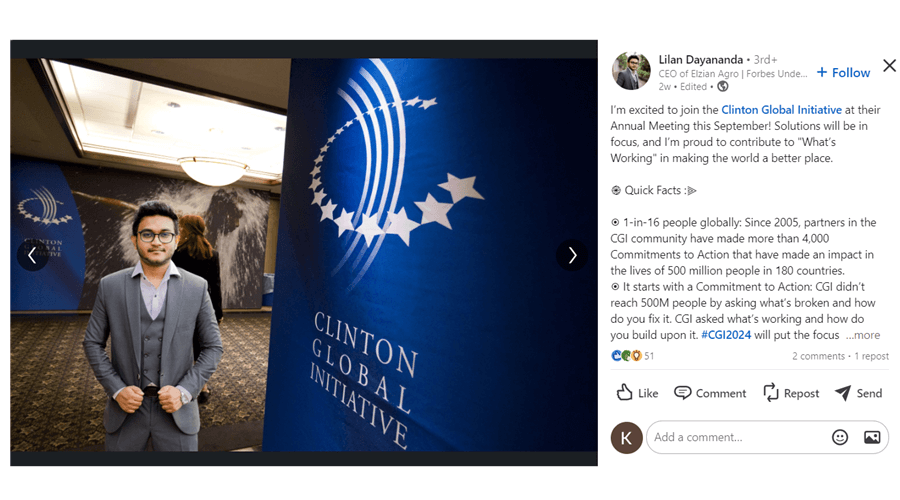 CLINTON
GLOBAL
INITIATIVE
CLINTON
GLOBAL
INITIATIVE
Lilan Dayananda • 3rd+
CEO of Elzian Agro | Forbes Unde...
2w • Edited •
+ Follow
I'm excited to join the Clinton Global Initiative at their
Annual Meeting this September! Solutions will be in
focus, and I'm proud to contribute to "What's
Working" in making the world a better place.
Quick Facts :
1-in-16 people globally: Since 2005, partners in the
CGI community have made more than 4,000
Commitments to Action that have made an impact in
the lives of 500 million people in 180 countries.
It starts with a Commitment to Action: CGI didn't
reach 500M people by asking what's broken and how
do you fix it. CGI asked what's working and how do
you build upon it. #CGI2024 will put the focus ...more
51
2 comments • 1 repost
Like
Comment
Repost
Send
K
Add a comment...